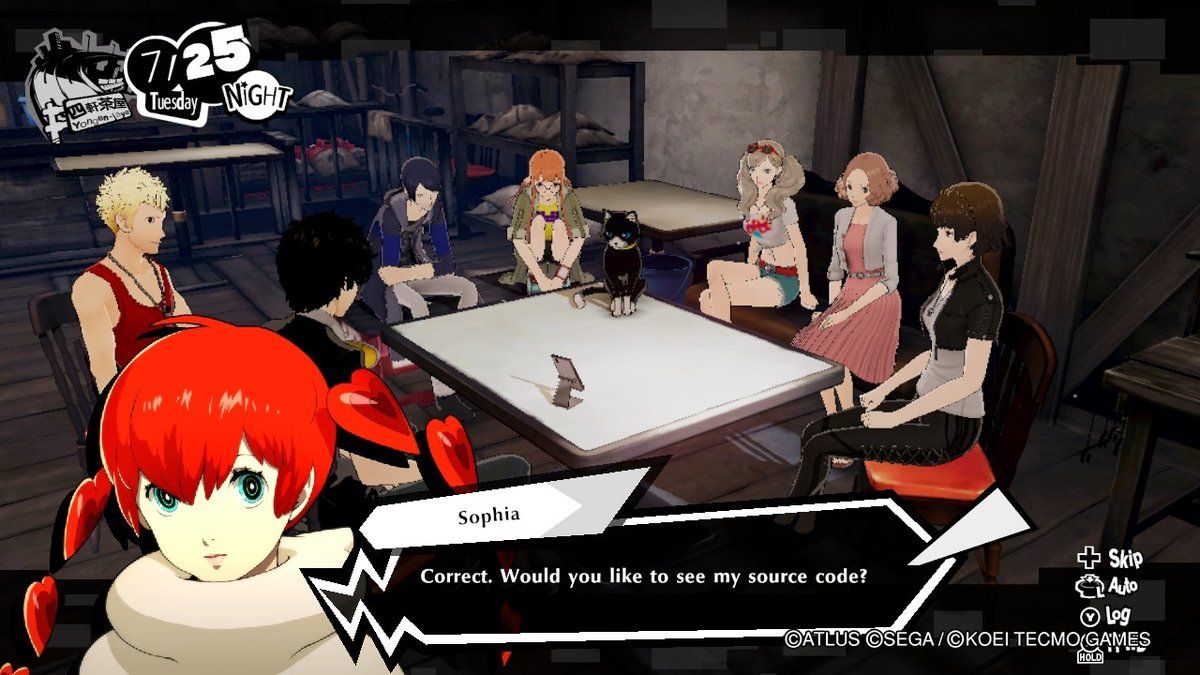 7/25
Tuesday
NIGHT
四軒茶屋
Yongen-Jaya
Sophia
Correct. Would you like to see my source code?
Skip
Auto
Y Log
©ATLUS ©SEGA / ©KOEI TECMO GAMES
HOLD